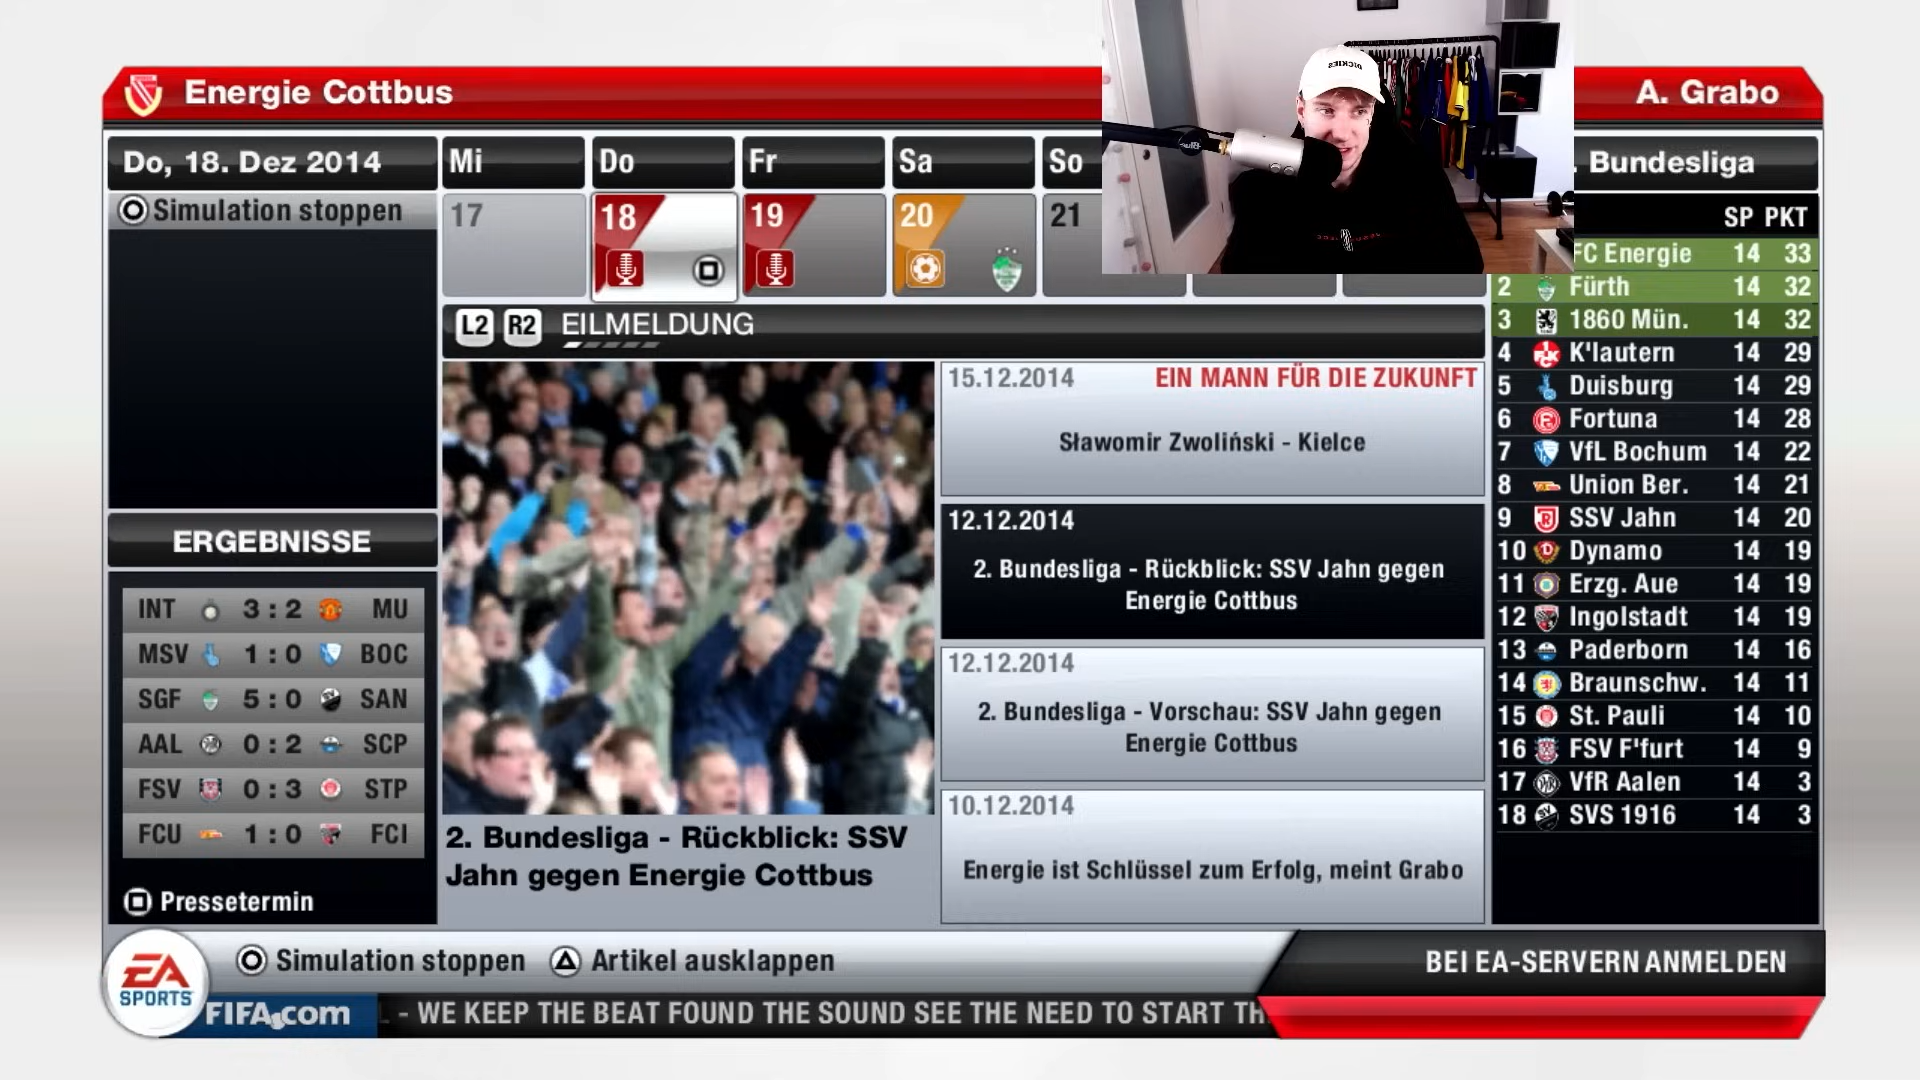 Energie Cottbus
A. Grabo
Do, 18. Dez 2014
Simulation stoppen
Mi
Do
Fr
Sa
So
17
18
19
20
21
L2 R2 EILMELDUNG
2. Bundesliga - Rückblick: SSV
Jahn gegen Energie Cottbus
15.12.2014 EIN MANN FÜR DIE ZUKUNFT
Sławomir Zwoliński - Kielce
12.12.2014
2. Bundesliga - Rückblick: SSV Jahn gegen
Energie Cottbus
12.12.2014
2. Bundesliga - Vorschau: SSV Jahn gegen
Energie Cottbus
10.12.2014
Energie ist Schlüssel zum Erfolg, meint Grabo
ERGEBNISSE
INT 3 : 2 MU
MSV 1 : 0 BOC
SGF 5 : 0 SAN
AAL 0 : 2 SCP
FSV 0 : 3 STP
FCU 1 : 0 FCI
Pressetermin
. Bundesliga
SP PKT
FC Energie 14 33
2 Fürth 14 32
3 1860 Mün. 14 32
4 K'lautern 14 29
5 Duisburg 14 29
6 Fortuna 14 28
7 VfL Bochum 14 22
8 Union Ber. 14 21
9 SSV Jahn 14 20
10 Dynamo 14 19
11 Erzg. Aue 14 19
12 Ingolstadt 14 19
13 Paderborn 14 16
14 Braunschw. 14 11
15 St. Pauli 14 10
16 FSV F'furt 14 9
17 VfR Aalen 14 3
18 SVS 1916 14 3
DICKIES
Simulation stoppen
Artikel ausklappen
BEI EA-SERVERN ANMELDEN
EA
SPORTS
FIFA.com
- WE KEEP THE BEAT FOUND THE SOUND SEE THE NEED TO START TH